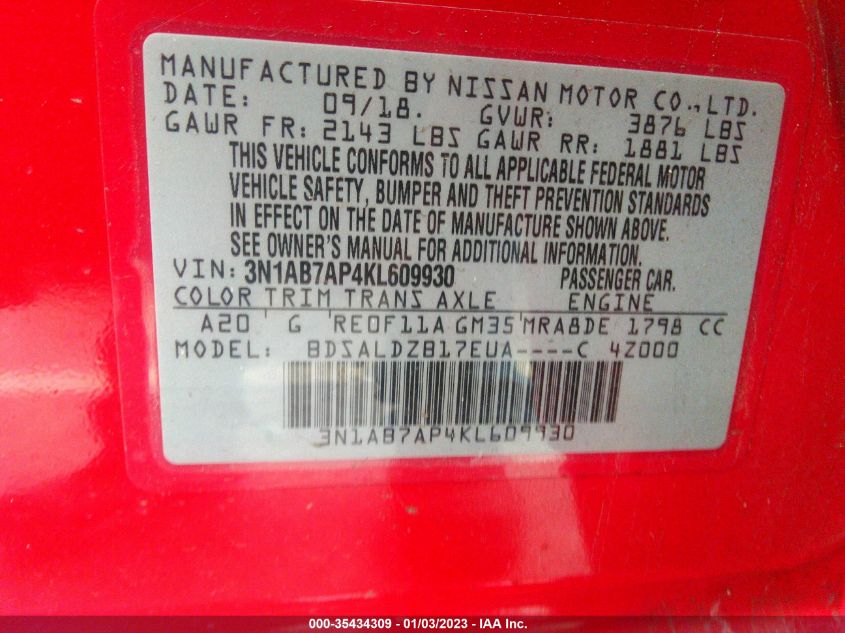 MANUFACTURED BY NISSAN MOTOR CO.,LTD.
DATE: 09/18. GVWR: 3876 LBS
GAWR FR: 2143 LBS GAWR RR: 1881 LBS
THIS VEHICLE CONFORMS TO ALL APPLICABLE FEDERAL MOTOR
VEHICLE SAFETY, BUMPER AND THEFT PREVENTION STANDARDS
IN EFFECT ON THE DATE OF MANUFACTURE SHOWN ABOVE.
SEE OWNER'S MANUAL FOR ADDITIONAL INFORMATION.
VIN: 3N1AB7AP4KL609930 PASSENGER CAR.
COLOR TRIM TRANS AXLE ENGINE
A20 G RE0F11A GM35 MRA8DE 1798 CC
MODEL: BDSALDZB17EUA----C 4Z000
3N1AB7AP4KL609930
000-35434309 - 01/03/2023 - IAA Inc.